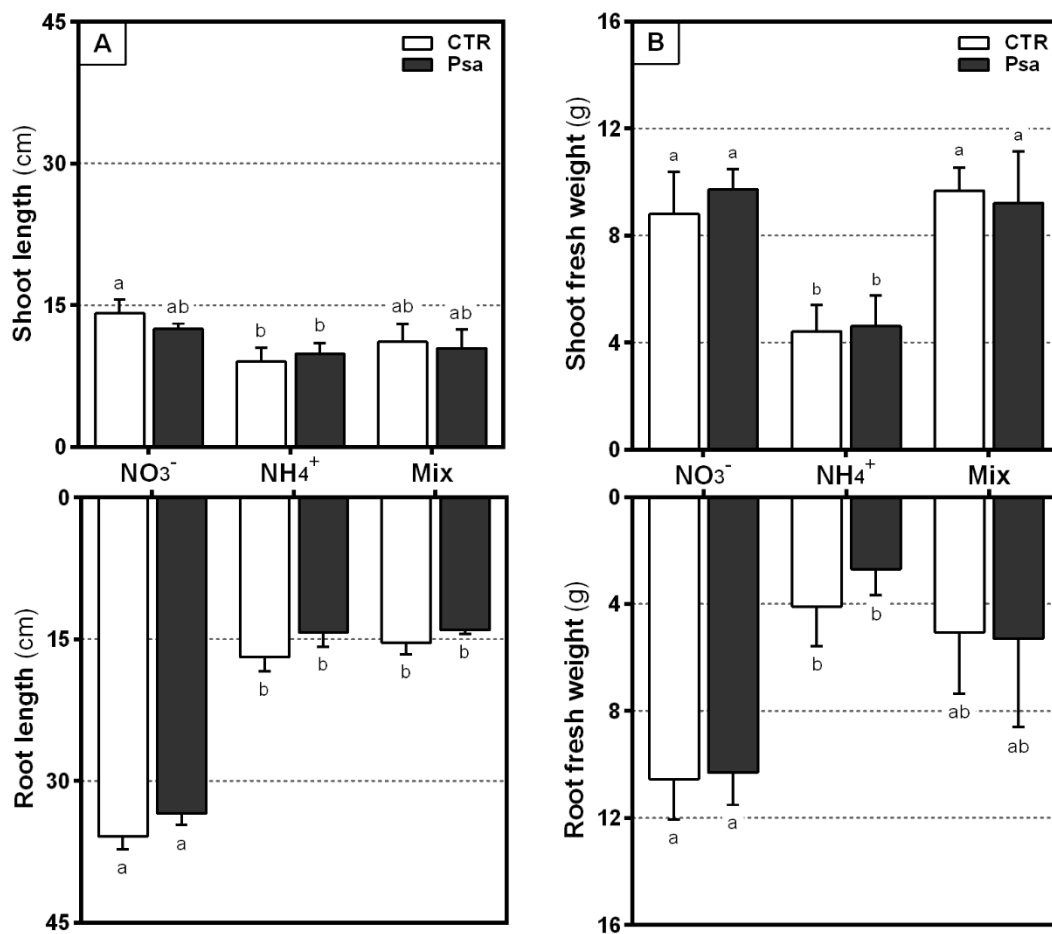 A
CTR
Psa
Shoot length (cm)
45
30
15
0
a
ab
b
b
ab
ab
NO3- NH4+ Mix
Root length (cm)
0
15
30
45
a
a
b
b
b
b
B
CTR
Psa
Shoot fresh weight (g)
16
12
8
4
0
a
a
b
b
a
a
NO3- NH4+ Mix
Root fresh weight (g)
0
4
8
12
16
a
a
b
b
ab
ab